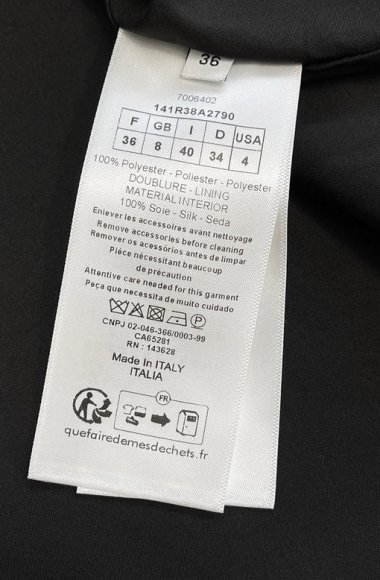 36
7006402
141R38A2790
F GB I D USA
36 8 40 34 4
100% Polyester - Poliester - Polyester
DOUBLURE - LINING
MATERIAL INTERIOR
100% Soie - Silk - Seda
Enlever les accessoires avant nettoyage
Remove accessories before cleaning
Remover os acessórios antes de limpar
Pièce nécessitant beaucoup
de précaution
Attentive care needed for this garment
Peça que necessita de muito cuidado
CNPJ 02-046-366/0003-99
CA65281
RN : 143628
Made In ITALY
ITALIA
FR
quefairedemesdechets.fr